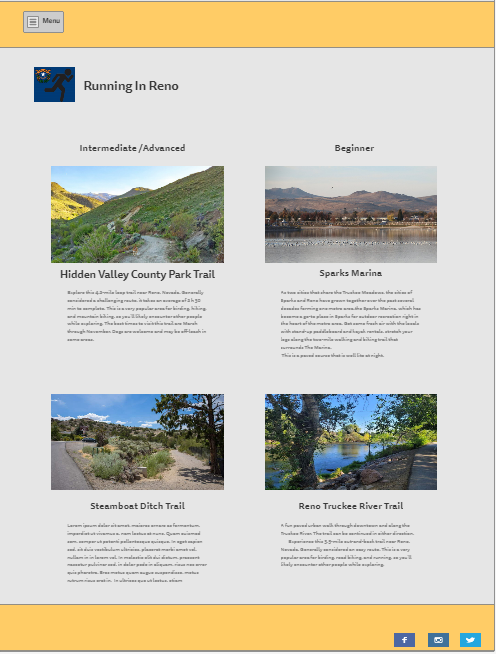 Menu
Running In Reno
Intermediate /Advanced
Beginner
Hidden Valley County Park Trail
Explore this 4.2-mile loop trail near Reno, Nevada. Generally,
considered a challenging route, it takes an average of 2 h 50
min to complete. This is a very popular area for birding, hiking,
and mountain biking, so you'll likely encounter other people
while exploring. The best times to visit this trail are March
through November. Dogs are welcome and may be off-leash in
some areas.
Sparks Marina
As two cities that share the Truckee Meadows, the cities of
Sparks and Reno have grown together over the past several
decades forming one metro area. the Sparks Marina, which has
become a go-to place in Sparks for outdoor recreation right in
the heart of the metro area. Get some fresh air with the locals
with stand-up paddleboard and kayak rentals, stretch your
legs along the two-mile walking and biking trail that
surrounds The Marina.
This is a paved course that is well lite at night.
Steamboat Ditch Trail
Lorem ipsum dolor sit amet, maiores ornare ac fermentum,
imperdiet ut vivamus a, nam lectus at nunc. Quam euismod
sem, semper ut potenti pellentesque quisque. In eget sapien
sed, sit duis vestibulum ultricies, placerat morbi amet vel,
nullam in in lorem vel. In molestie elit dui dictum, praesent
nascetur pulvinar sed, in dolor pede in aliquam, risus nec error
quis pharetra. Eros metus quam augue suspendisse, metus
rutrum risus erat in. In ultrices quo ut lectus, etiam
Reno Truckee River Trail
A fun paced urban walk through downtown and along the
Truckee River. The trail can be continued in either direction.
Experience this 5.9-mile out-and-back trail near Reno,
Nevada. Generally considered an easy route. This is a very
popular area for birding, road biking, and running, so you'll
likely encounter other people while exploring.